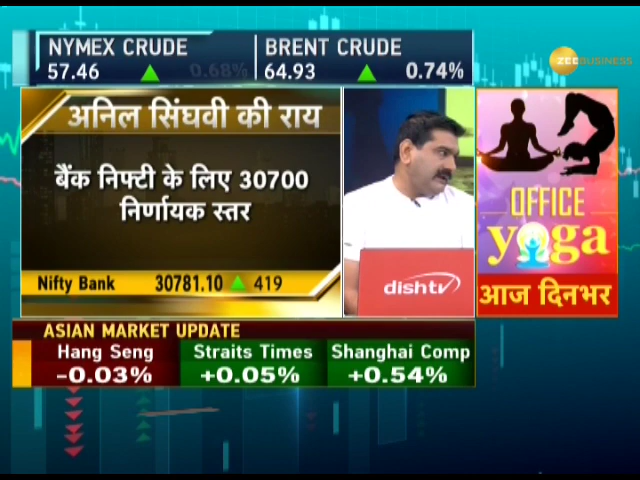 NYMEX CRUDE
57.46 0.68%
BRENT CRUDE
64.93 0.74%
ZEEBUSINESS
अनिल सिंघवी की राय
बैंक निफ्टी के लिए 30700
निर्णायक स्तर
Nifty Bank 30781.10 419
dishtv
OFFICE
yoga
आज दिनभर
ASIAN MARKET UPDATE
Hang Seng
-0.03%
Straits Times
+0.05%
Shanghai Comp
+0.54%